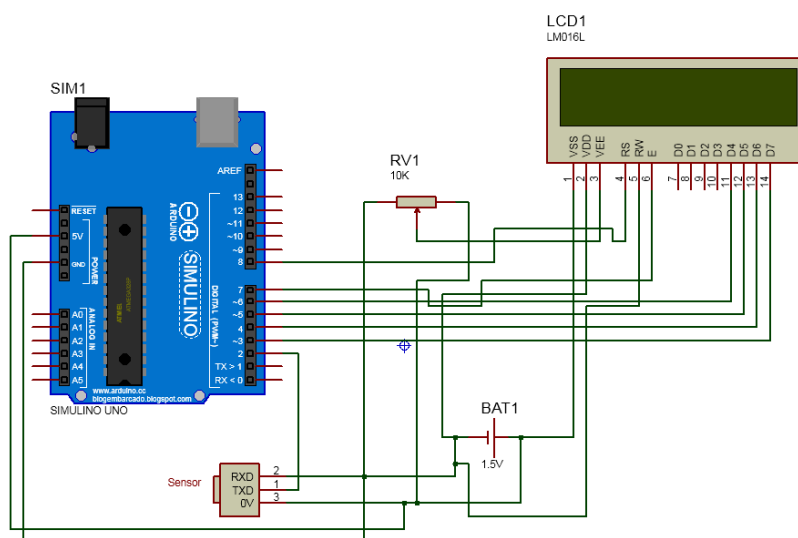 LCD1
LM016L
VSS
VDD
VEE
RS
RW
E
D0
D1
D2
D3
D4
D5
D6
D7
1
2
3
4
5
6
7
8
9
10
11
12
13
14
SIM1
RV1
10K
AREF
RESET
5V
GND
POWER
A0
A1
A2
A3
A4
A5
ANALOG IN
ARDUINO
SIMULINO
DIGITAL (PWM~)
13
12
~11
~10
~9
8
7
~6
~5
4
~3
2
TX > 1
RX < 0
www.arduino.cc
blogembarcado.blogspot.com
SIMULINO UNO
BAT1
1.5V
Sensor
RXD
TXD
0V
2
1
3